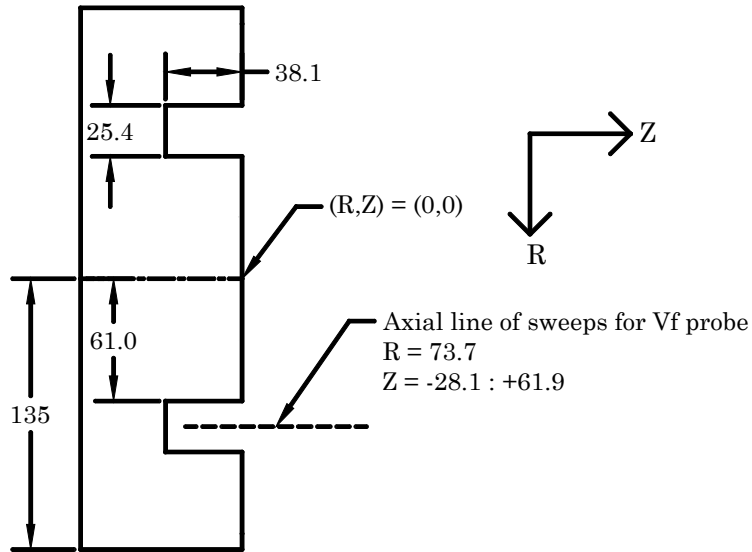 38.1
25.4
Z
(R,Z) = (0,0)
R
Axial line of sweeps for Vf probe
61.0
R = 73.7
Z = -28.1 : +61.9
135